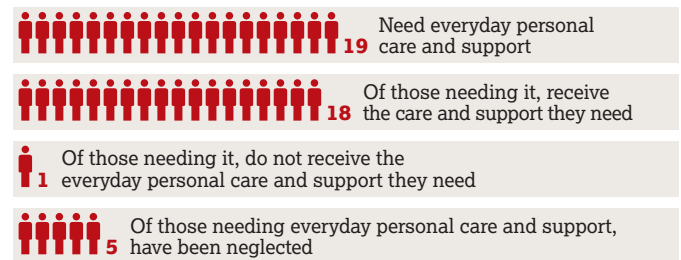 19 Need everyday personal
care and support
18 Of those needing it, receive
the care and support they need
Of those needing it, do not receive the
1 everyday personal care and support they need
Of those needing everyday personal care and support,
5 have been neglected